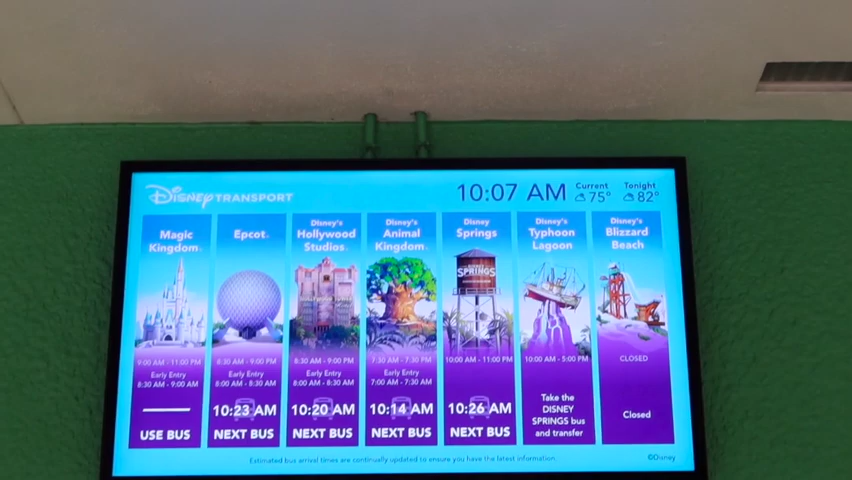 Disney TRANSPORT
10:07 AM
Current
75°
Tonight
82°
Magic
Kingdom
9:00 AM - 11:00 PM
Early Entry
8:30 AM - 9:00 AM
USE BUS
Epcot
8:30 AM - 9:00 PM
Early Entry
8:00 AM - 8:30 AM
10:23 AM
NEXT BUS
Disney's
Hollywood
Studios
8:30 AM - 9:00 PM
Early Entry
8:00 AM - 8:30 AM
10:20 AM
NEXT BUS
Disney's
Animal
Kingdom
7:30 AM - 7:30 PM
Early Entry
7:00 AM - 7:30 AM
10:14 AM
NEXT BUS
Disney
Springs
SPRINGS
10:00 AM - 11:00 PM
10:26 AM
NEXT BUS
Disney's
Typhoon
Lagoon
10:00 AM - 5:00 PM
Take the
DISNEY
SPRINGS bus
and transfer
Disney's
Blizzard
Beach
CLOSED
Closed
Estimated bus arrival times are continually updated to ensure you have the latest information.
©Disney